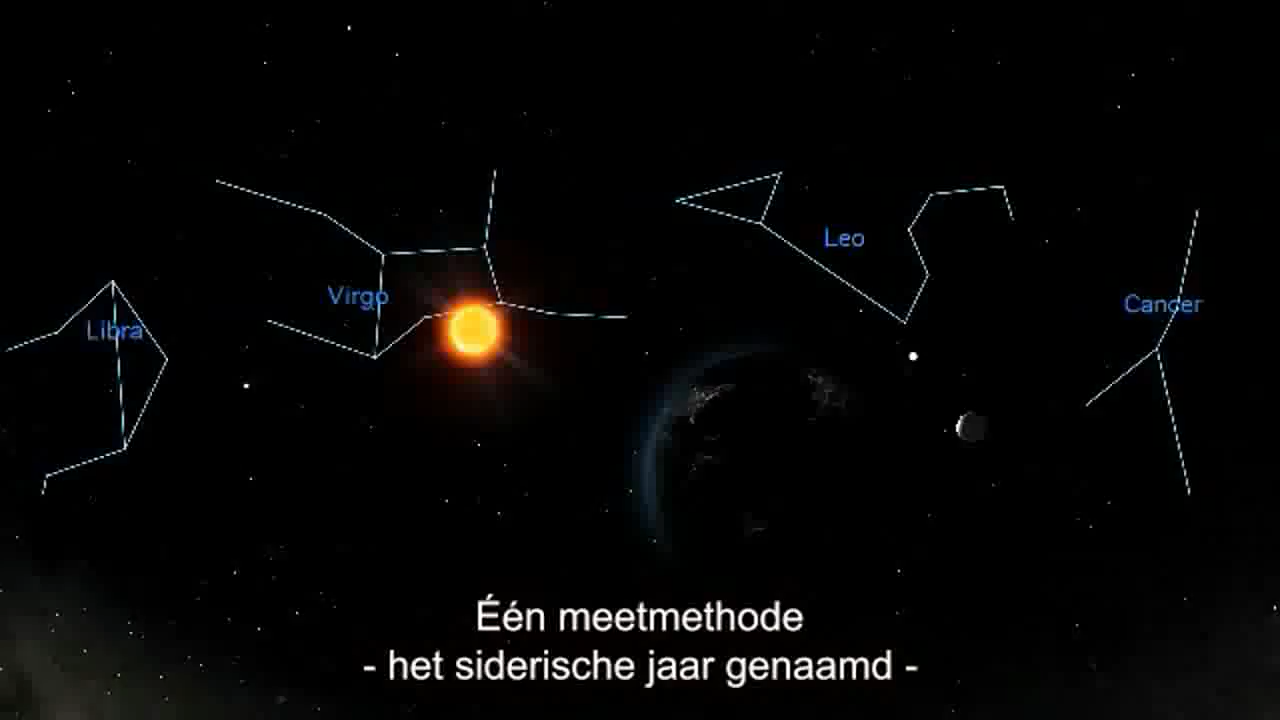 Leo
Virgo
Cancer
Libra
Één meetmethode
- het siderische jaar genaamd -